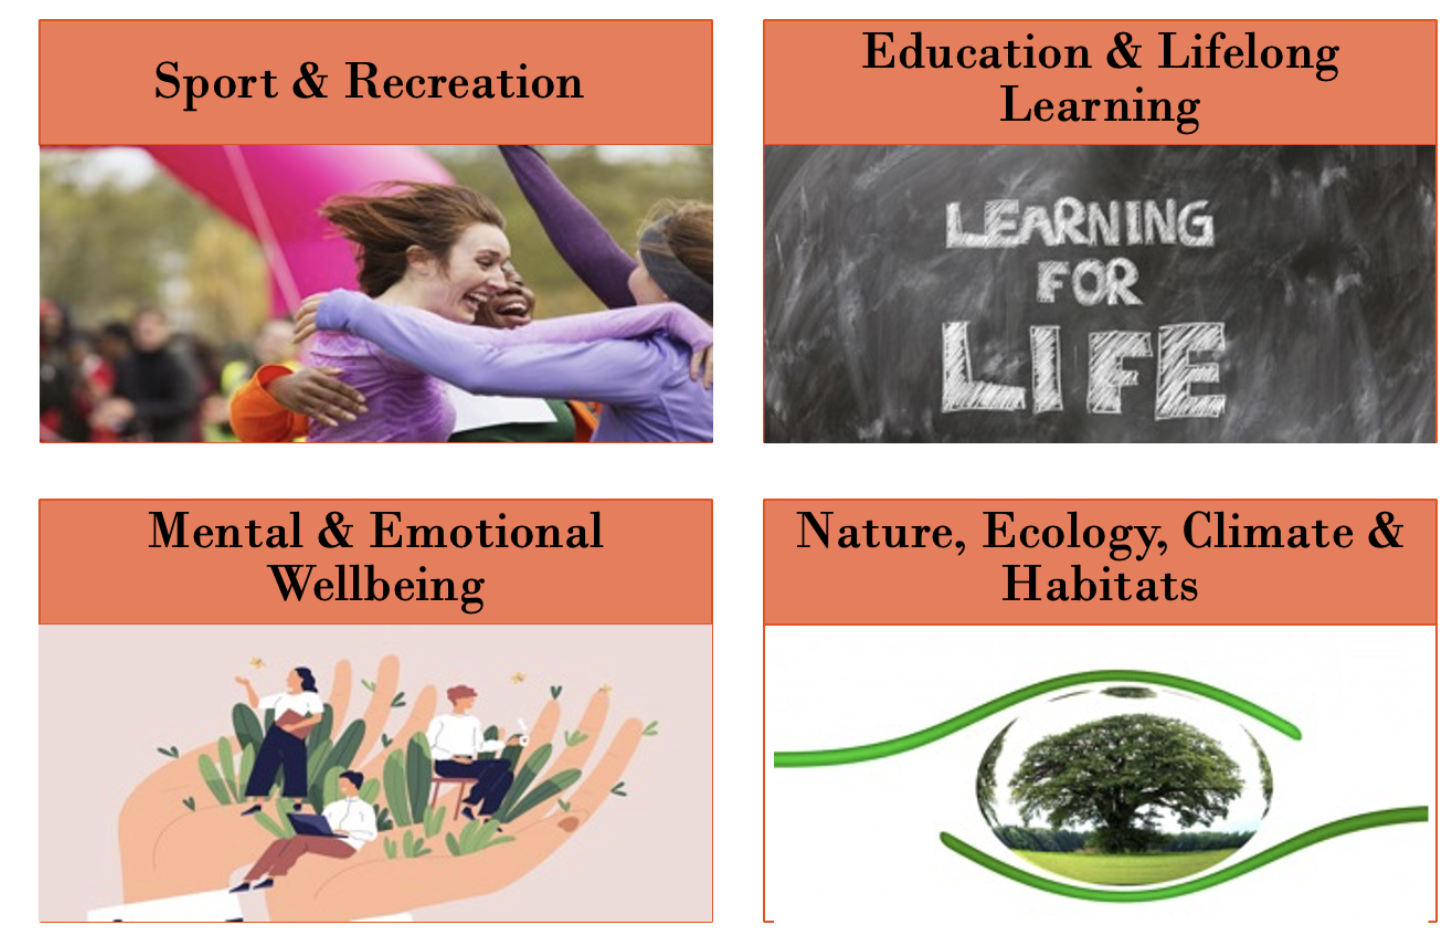 Sport & Recreation
Education & Lifelong
Learning
LEARNING
FOR
LIFE
Mental & Emotional
Wellbeing
Nature, Ecology, Climate &
Habitats